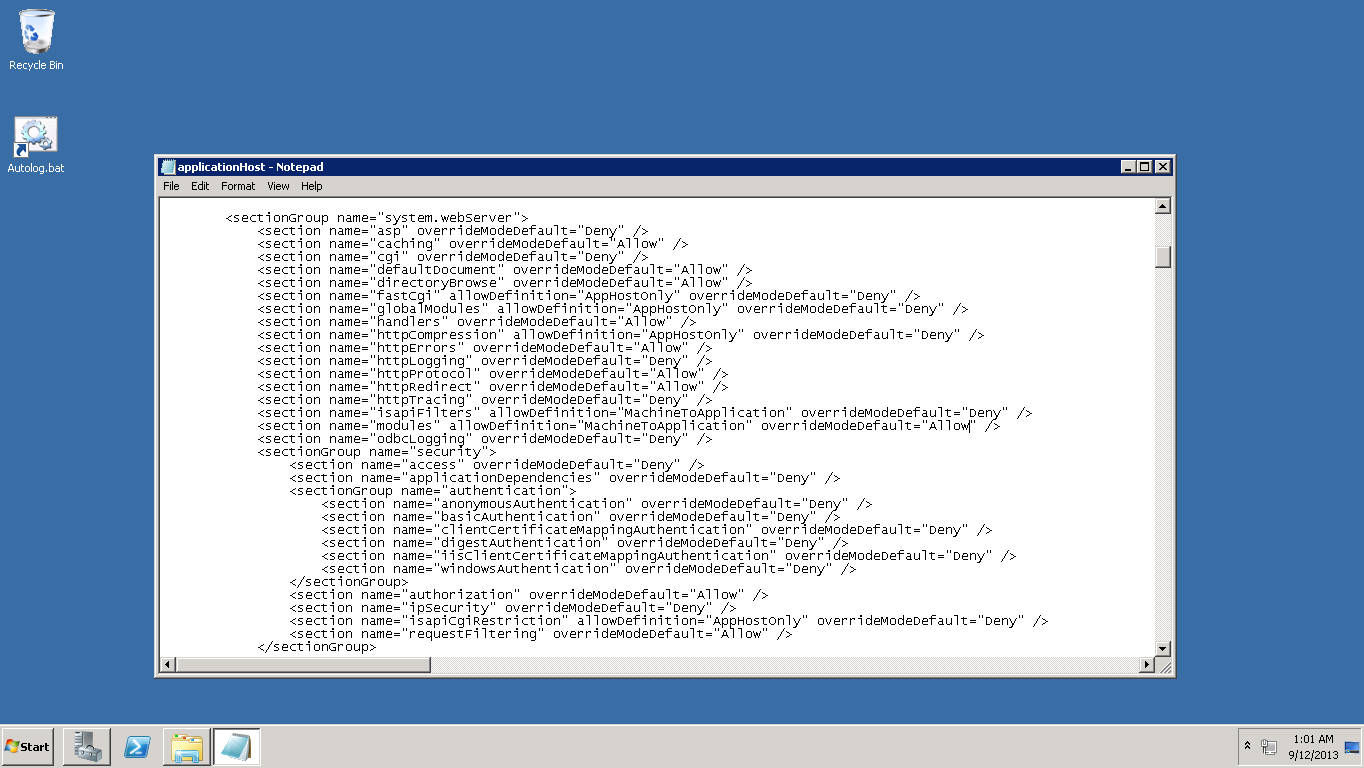 Recycle Bin
Autolog.bat
applicationHost - Notepad
File Edit Format View Help
<sectionGroup name="system.webServer">
<section name="asp" overrideModeDefault="Deny" />
<section name="caching" overrideModeDefault="Allow" />
<section name="cgi" overrideModeDefault="Deny" />
<section name="defaultDocument" overrideModeDefault="Allow" />
<section name="directoryBrowse" overrideModeDefault="Allow" />
<section name="fastCgi" allowDefinition="AppHostOnly" overrideModeDefault="Deny" />
<section name="globalModules" allowDefinition="AppHostOnly" overrideModeDefault="Deny" />
<section name="handlers" overrideModeDefault="Allow" />
<section name="httpCompression" allowDefinition="AppHostOnly" overrideModeDefault="Deny" />
<section name="httpErrors" overrideModeDefault="Allow" />
<section name="httpLogging" overrideModeDefault="Deny" />
<section name="httpProtocol" overrideModeDefault="Allow" />
<section name="httpRedirect" overrideModeDefault="Allow" />
<section name="httpTracing" overrideModeDefault="Deny" />
<section name="isapiFilters" allowDefinition="MachineToApplication" overrideModeDefault="Deny" />
<section name="modules" allowDefinition="MachineToApplication" overrideModeDefault="Allow" />
<section name="odbcLogging" overrideModeDefault="Deny" />
<sectionGroup name="security">
<section name="access" overrideModeDefault="Deny" />
<section name="applicationDependencies" overrideModeDefault="Deny" />
<sectionGroup name="authentication">
<section name="anonymousAuthentication" overrideModeDefault="Deny" />
<section name="basicAuthentication" overrideModeDefault="Deny" />
<section name="clientCertificateMappingAuthentication" overrideModeDefault="Deny" />
<section name="digestAuthentication" overrideModeDefault="Deny" />
<section name="iisClientCertificateMappingAuthentication" overrideModeDefault="Deny" />
<section name="windowsAuthentication" overrideModeDefault="Deny" />
</sectionGroup>
<section name="authorization" overrideModeDefault="Allow" />
<section name="ipSecurity" overrideModeDefault="Deny" />
<section name="isapiCgiRestriction" allowDefinition="AppHostOnly" overrideModeDefault="Deny" />
<section name="requestFiltering" overrideModeDefault="Allow" />
</sectionGroup>
Start
1:01 AM
9/12/2013